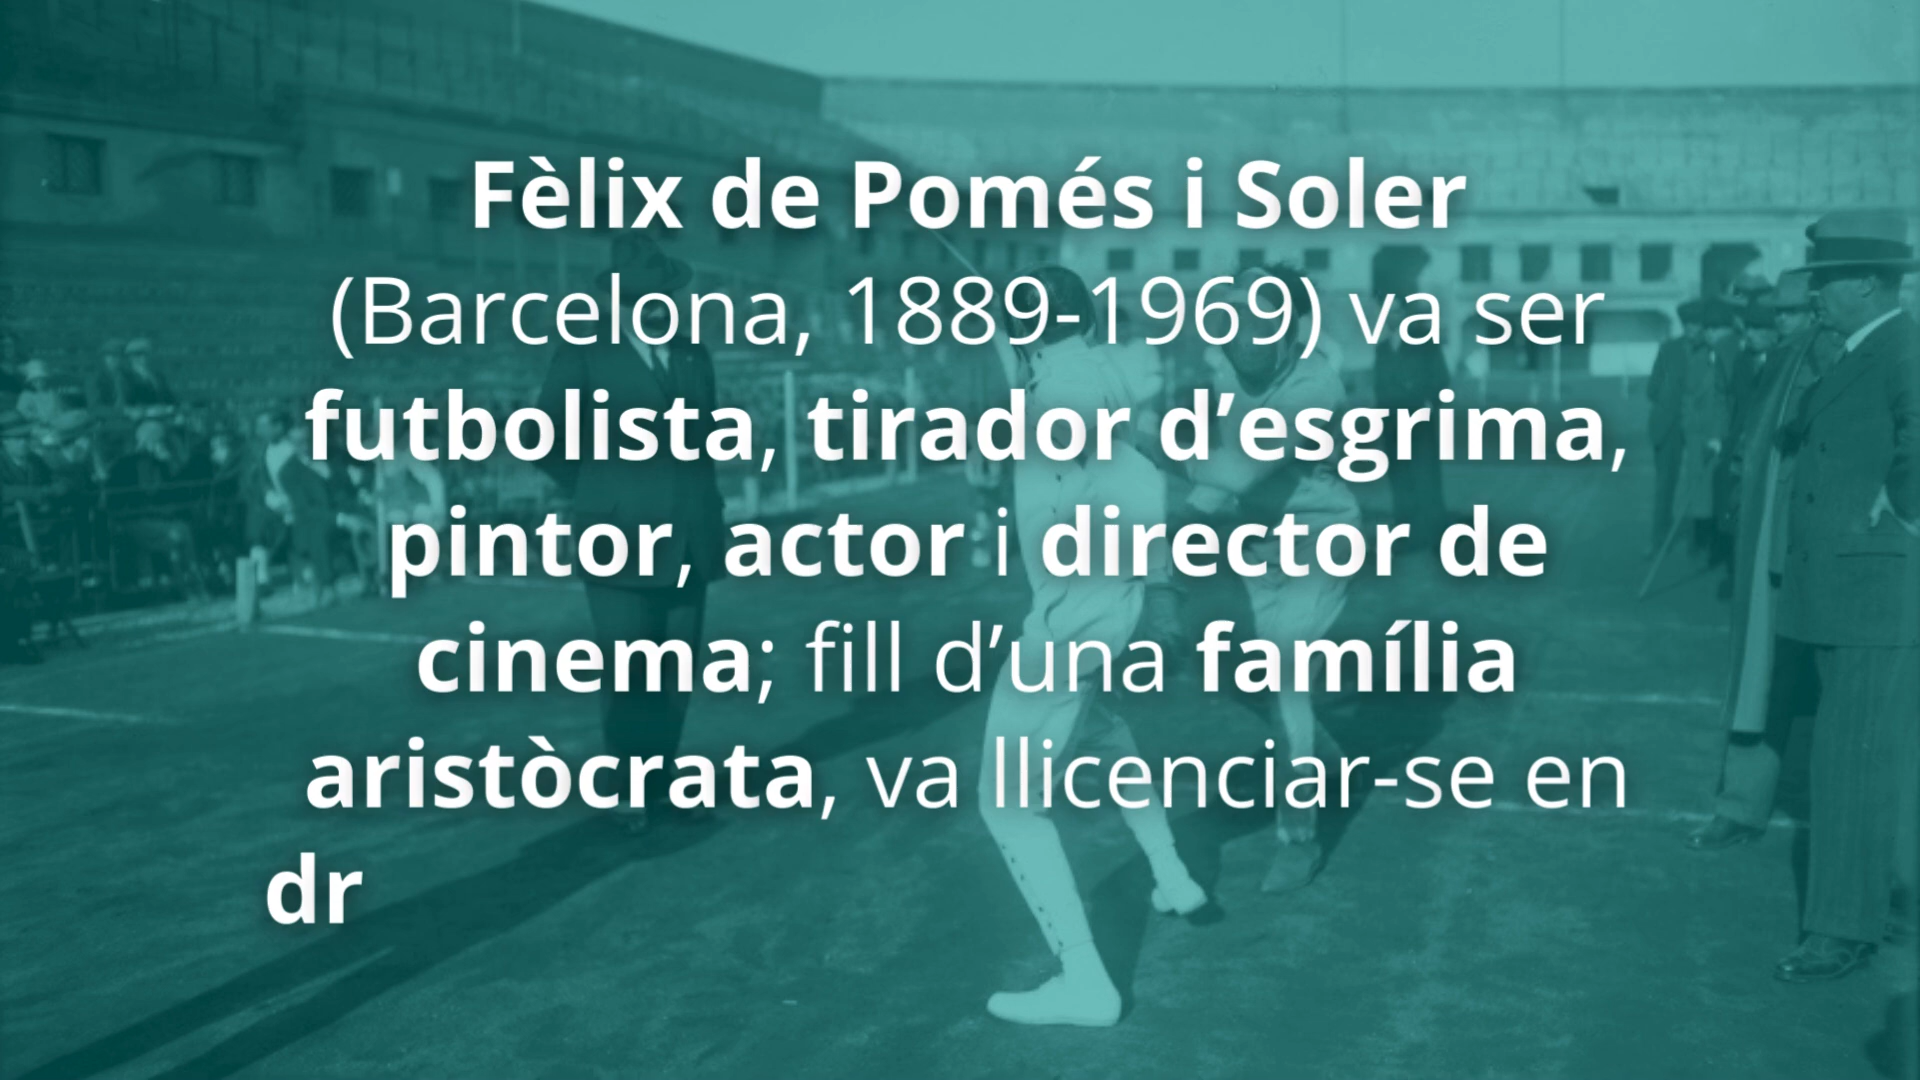 Fèlix de Pomés i Soler
(Barcelona, 1889-1969) va ser
futbolista, tirador d’esgrima,
pintor, actor i director de
cinema; fill d’una família
aristòcrata, va llicenciar-se en
dr